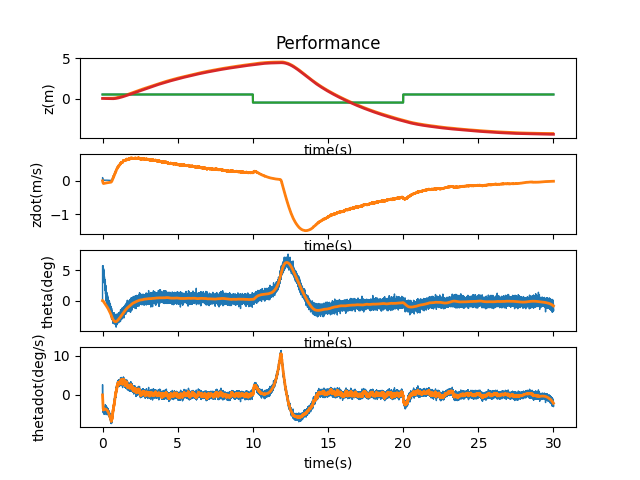 Performance
z(m)
5
0
time(s)
zdot(m/s)
0
−1
time(s)
theta(deg)
5
0
time(s)
thetadot(deg/s)
10
0
0
5
10
15
20
25
30
time(s)